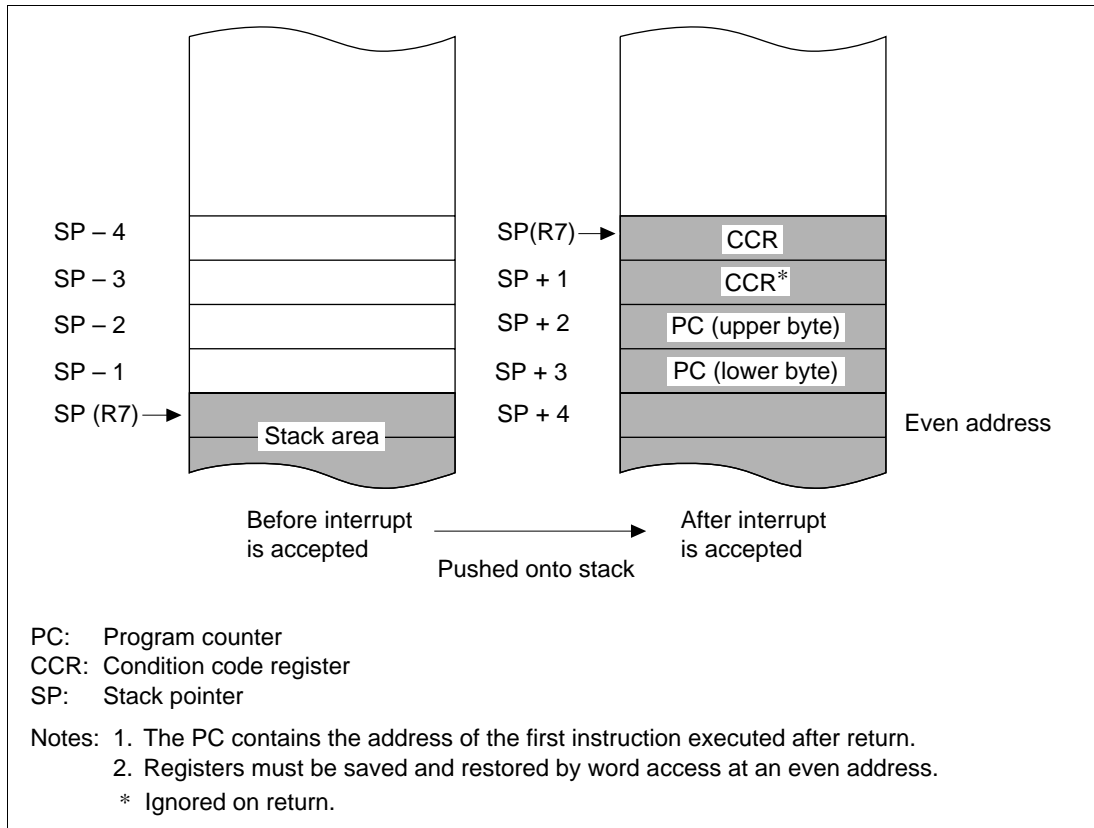 SP – 4
SP – 3
SP – 2
SP – 1
SP (R7)
Stack area
SP(R7)
SP + 1
SP + 2
SP + 3
SP + 4
CCR
CCR*
PC (upper byte)
PC (lower byte)
Even address
Before interrupt
is accepted
Pushed onto stack
After interrupt
is accepted
PC: Program counter
CCR: Condition code register
SP: Stack pointer
Notes: 1. The PC contains the address of the first instruction executed after return.
2. Registers must be saved and restored by word access at an even address.
* Ignored on return.